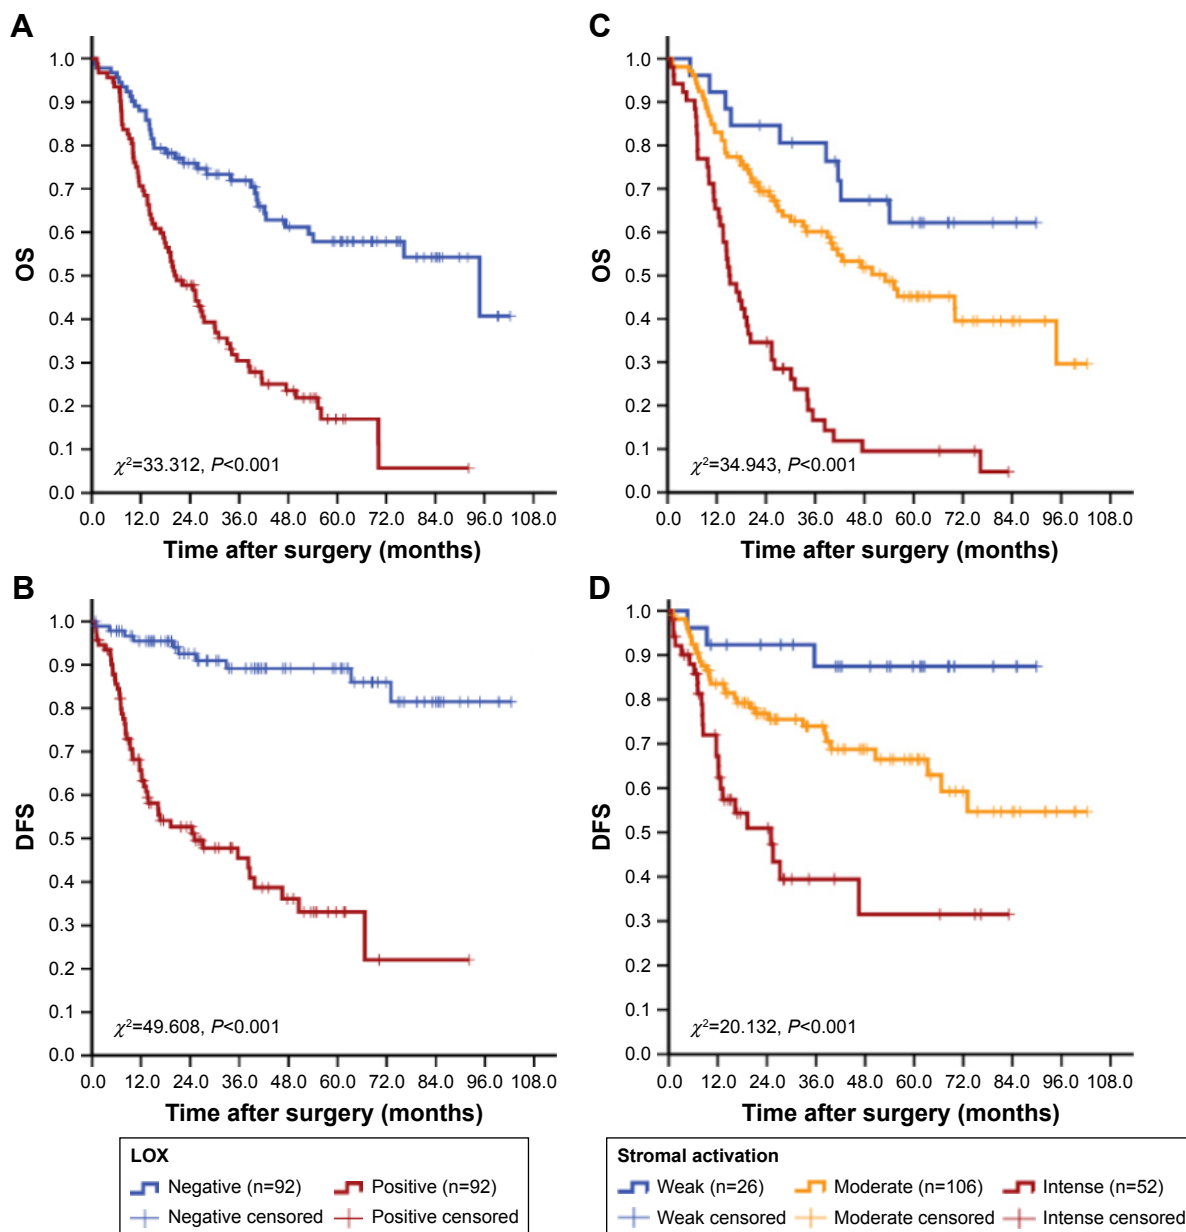 A
1.0
0.9
0.8
0.7
0.6
0.5
0.4
0.3
0.2
0.1
0.0
OS
χ²=33.312, P<0.001
0.0 12.0 24.0 36.0 48.0 60.0 72.0 84.0 96.0 108.0
Time after surgery (months)
C
1.0
0.9
0.8
0.7
0.6
0.5
0.4
0.3
0.2
0.1
0.0
OS
χ²=34.943, P<0.001
0.0 12.0 24.0 36.0 48.0 60.0 72.0 84.0 96.0 108.0
Time after surgery (months)
B
1.0
0.9
0.8
0.7
0.6
0.5
0.4
0.3
0.2
0.1
0.0
DFS
χ²=49.608, P<0.001
0.0 12.0 24.0 36.0 48.0 60.0 72.0 84.0 96.0 108.0
Time after surgery (months)
D
1.0
0.9
0.8
0.7
0.6
0.5
0.4
0.3
0.2
0.1
0.0
DFS
χ²=20.132, P<0.001
0.0 12.0 24.0 36.0 48.0 60.0 72.0 84.0 96.0 108.0
Time after surgery (months)
LOX
Negative (n=92) Positive (n=92)
Negative censored Positive censored
Stromal activation
Weak (n=26) Moderate (n=106) Intense (n=52)
Weak censored Moderate censored Intense censored